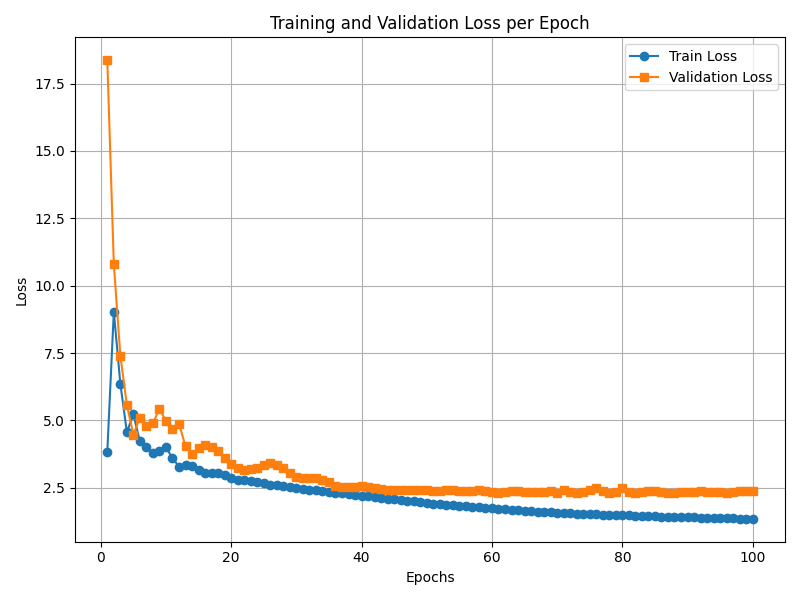 Training and Validation Loss per Epoch
Train Loss
Validation Loss
17.5
15.0
12.5
10.0
7.5
5.0
2.5
Loss
0 20 40 60 80 100
Epochs